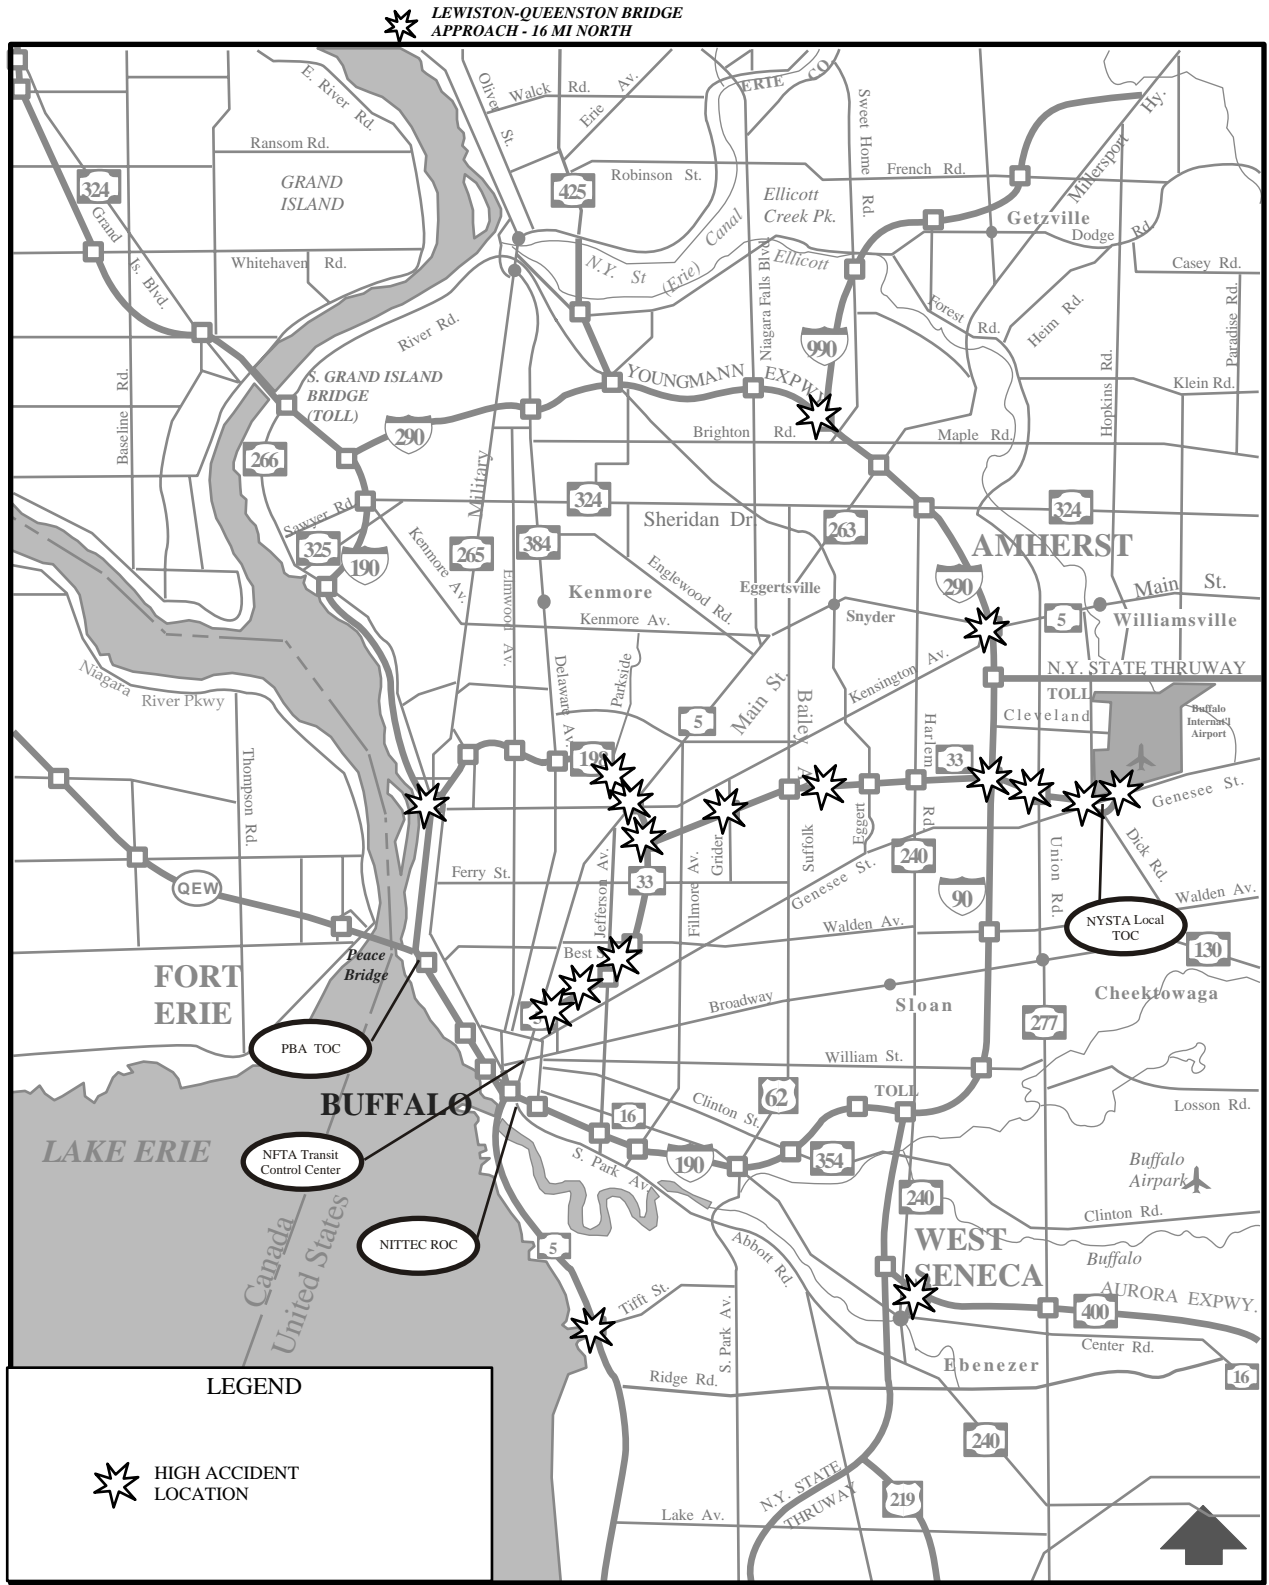 LEWISTON-QUEENSTON BRIDGE
APPROACH - 16 MI NORTH
Oliver St.
Walck Rd.
Erie Av.
ERIE CO
E. River Rd.
Ransom Rd.
Sweet Home Rd.
Millersport Hy.
French Rd.
324
GRAND
ISLAND
425
Robinson St.
Ellicott
Creek Pk.
Getzville
Dodge Rd.
Grand Is. Blvd.
Whitehaven Rd.
N.Y. St (Erie) Canal
Niagara Falls Blvd.
Ellicott
Casey Rd.
Forest Rd.
Heim Rd.
Paradise Rd.
River Rd.
990
S. GRAND ISLAND
BRIDGE
(TOLL)
YOUNGMANN EXPWY
Hopkins Rd.
Klein Rd.
Baseline Rd.
290
Brighton Rd.
Maple Rd.
266
Military
324
Sheridan Dr.
263
324
Sawyer Rd.
325
190
Kenmore Av.
265
384
AMHERST
Englewood Rd.
Eggertsville
290
Main St.
Elmwood Av.
Kenmore
Kenmore Av.
Snyder
5
Williamsville
Niagara
River Pkwy
Delaware Av.
Parkside
Main St.
Kensington Av.
N.Y. STATE THRUWAY
TOLL
Bailey A
5
Harlem Rd.
Cleveland
Buffalo
Internat'l
Airport
Thompson Rd.
198
33
Genesee St.
QEW
Ferry St.
Jefferson Av.
33
Fillmore Av.
Grider
Suffolk
Eggert
Genesee St.
240
Union Rd.
Dick Rd.
90
Walden Av.
NYSTA Local
TOC
Walden Av.
130
Best S
Peace
Bridge
FORT
ERIE
Broadway
Sloan
Cheektowaga
277
PBA TOC
William St.
BUFFALO
62
TOLL
16
Clinton St.
Losson Rd.
LAKE ERIE
NFTA Transit
Control Center
S. Park Av.
190
354
Buffalo
Airpark
240
Clinton Rd.
Canada
United States
NITTEC ROC
5
Abbott Rd.
WEST
SENECA
Buffalo
AURORA EXPWY.
400
Tifft St.
S. Park Av.
Center Rd.
Ebenezer
16
Ridge Rd.
LEGEND
HIGH ACCIDENT
LOCATION
240
N.Y. STATE
THRUWAY
219
Lake Av.